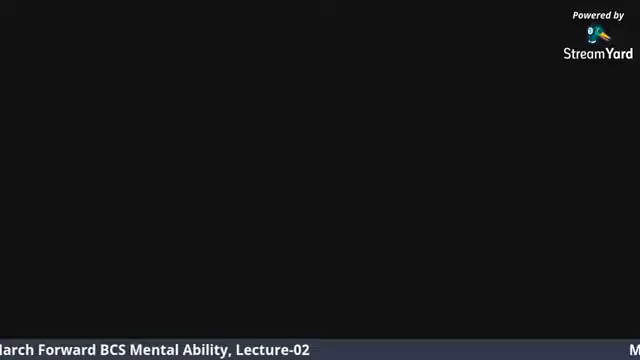 Powered by
StreamYard
March Forward BCS Mental Ability, Lecture-02